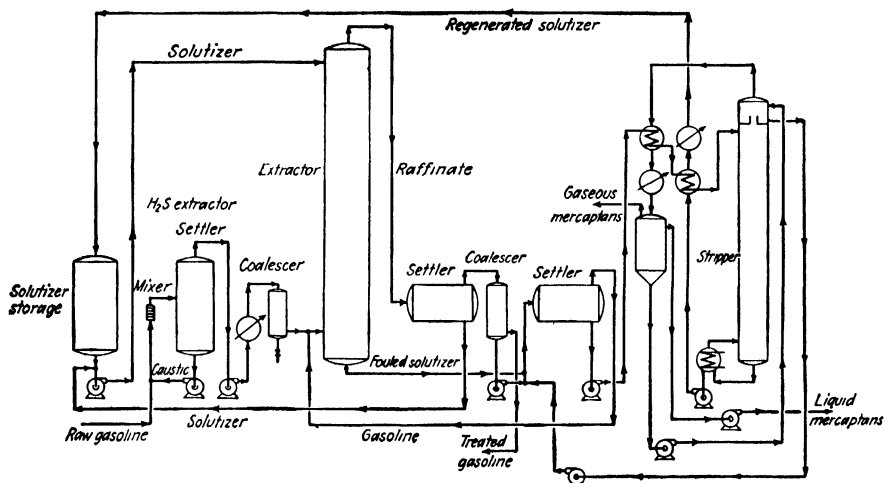 Regenerated solutizer
Solutizer
Extractor
Raffinate
H₂S extractor
Settler
Gaseous
mercaptans
Coalescer
Settler
Coalescer
Settler
Stripper
Mixer
Solutizer
storage
Fouled solutizer
Caustic
Solutizer
Raw gasoline
Gasoline
Treated
gasoline
Liquid
mercaptans